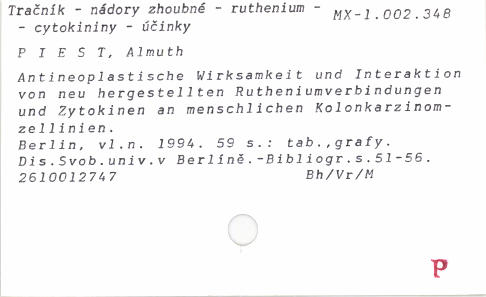 Tračník - nádory zhoubné - ruthenium - MX-1.002.348
- cytokininy - účinky
P I E S T, Almuth
Antineoplastische Wirksamkeit und Interaktion
von neu hergestellten Rutheniumverbindungen
und Zytokinen an menschlichen Kolonkarzinom-
zellinien.
Berlin, vl.n. 1994. 59 s.: tab.,grafy.
Dis.Svob.univ.v Berlíně.-Bibliogr.s.51-56.
2610012747 Bh/Vr/M
P